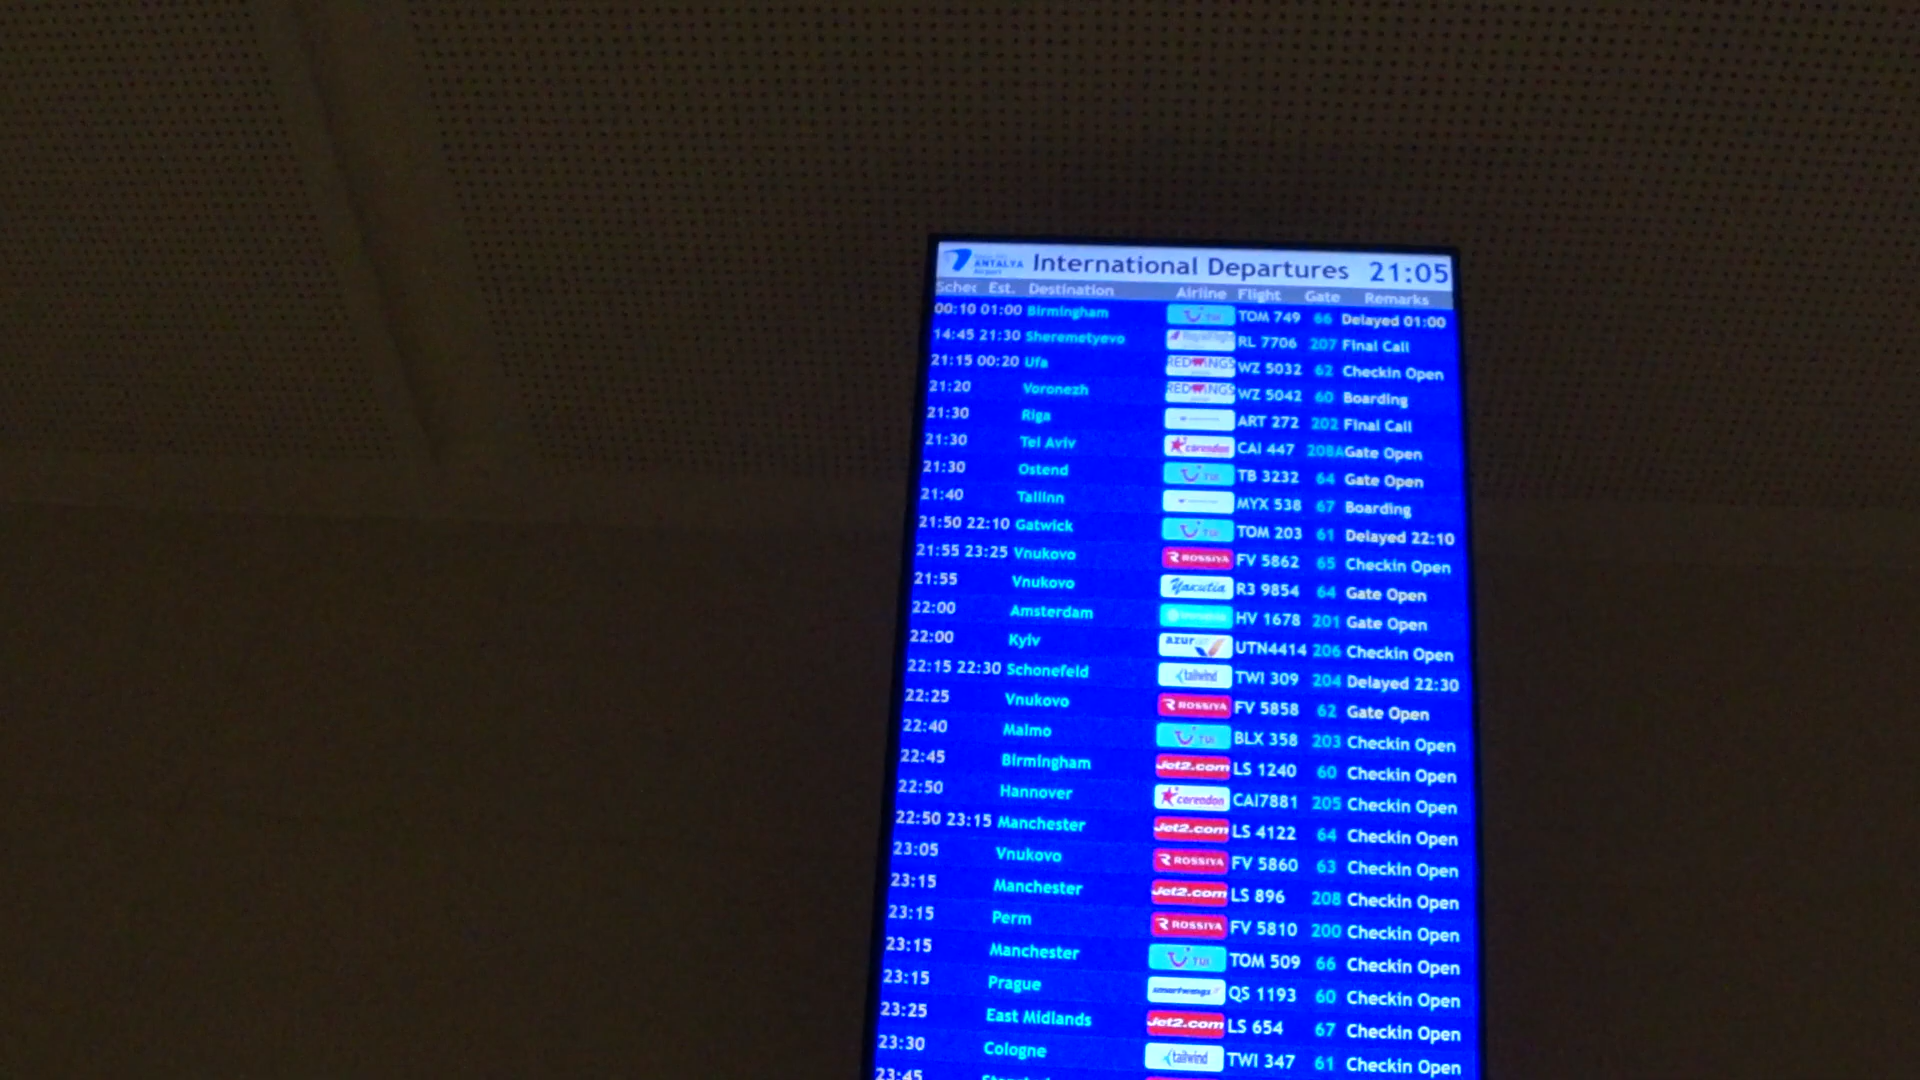 ANTALYA Airport International Departures 21:05
Sched Est. Destination Airline Flight Gate Remarks
00:10 01:00 Birmingham TUI TOM 749 66 Delayed 01:00
14:45 21:30 Sheremetyevo RL 7706 207 Final Call
21:15 00:20 Ufa REDWINGS WZ 5032 62 Checkin Open
21:20 Voronezh REDWINGS WZ 5042 60 Boarding
21:30 Riga ART 272 202 Final Call
21:30 Tel Aviv corendon CAI 447 208A Gate Open
21:30 Ostend TUI TB 3232 64 Gate Open
21:40 Tallinn MYX 538 67 Boarding
21:50 22:10 Gatwick TUI TOM 203 61 Delayed 22:10
21:55 23:25 Vnukovo ROSSIYA FV 5862 65 Checkin Open
21:55 Vnukovo Yakutia R3 9854 64 Gate Open
22:00 Amsterdam HV 1678 201 Gate Open
22:00 Kyiv azur UTN4414 206 Checkin Open
22:15 22:30 Schonefeld tailwind TWI 309 204 Delayed 22:30
22:25 Vnukovo ROSSIYA FV 5858 62 Gate Open
22:40 Malmo TUI BLX 358 203 Checkin Open
22:45 Birmingham Jet2.com LS 1240 60 Checkin Open
22:50 Hannover corendon CAI7881 205 Checkin Open
22:50 23:15 Manchester Jet2.com LS 4122 64 Checkin Open
23:05 Vnukovo ROSSIYA FV 5860 63 Checkin Open
23:15 Manchester Jet2.com LS 896 208 Checkin Open
23:15 Perm ROSSIYA FV 5810 200 Checkin Open
23:15 Manchester TUI TOM 509 66 Checkin Open
23:15 Prague smartwings QS 1193 60 Checkin Open
23:25 East Midlands Jet2.com LS 654 67 Checkin Open
23:30 Cologne tailwind TWI 347 61 Checkin Open
23:45